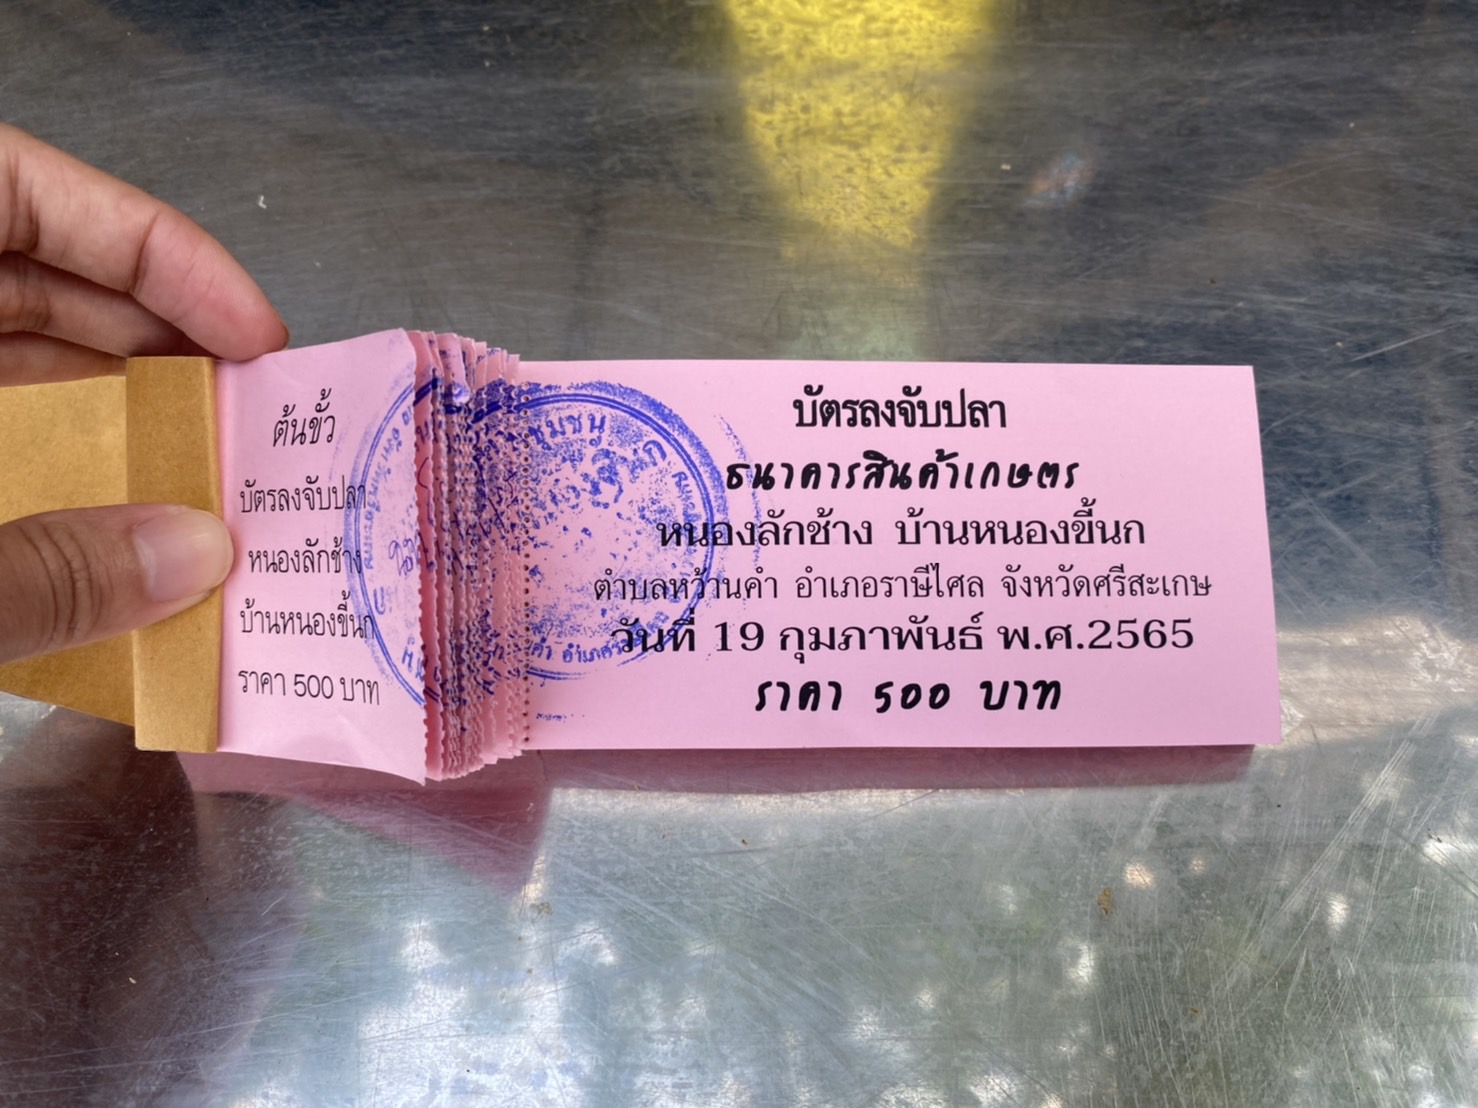 ต้นขั้ว
บัตรลงจับปลา
หนองลักช้าง
บ้านหนองขี้นก
ราคา 500 บาท
บัตรลงจับปลา
ธนาคารสินค้าเกษตร
หนองลักช้าง บ้านหนองขี้นก
ตำบลหว้านคำ อำเภอราษีไศล จังหวัดศรีสะเกษ
วันที่ 19 กุมภาพันธ์ พ.ศ.2565
ราคา 500 บาท
ชุมชน